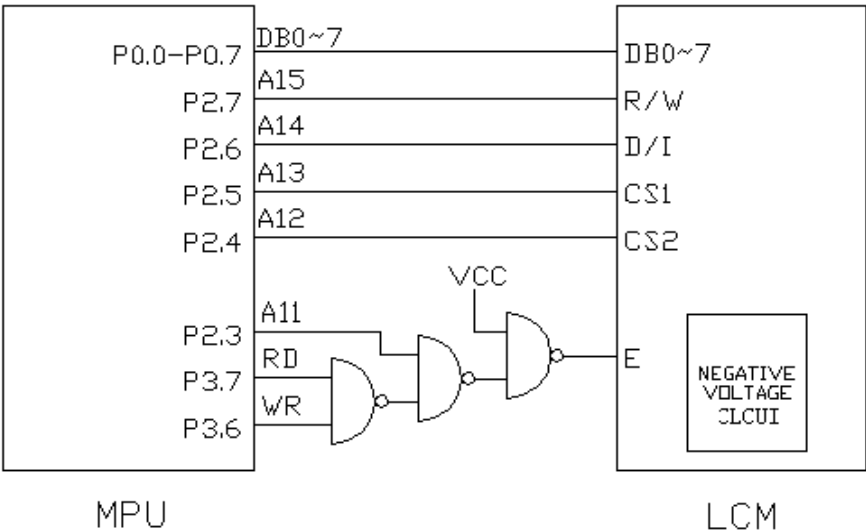 DB0~7
P0.0-P0.7 DB0~7
A15
P2.7 R/W
A14
P2.6 D/I
A13
P2.5 CS1
A12
P2.4 CS2
VCC
A11
P2.3
RD E
P3.7
WR
P3.6
NEGATIVE
VOLTAGE
CLCUI
MPU LCM